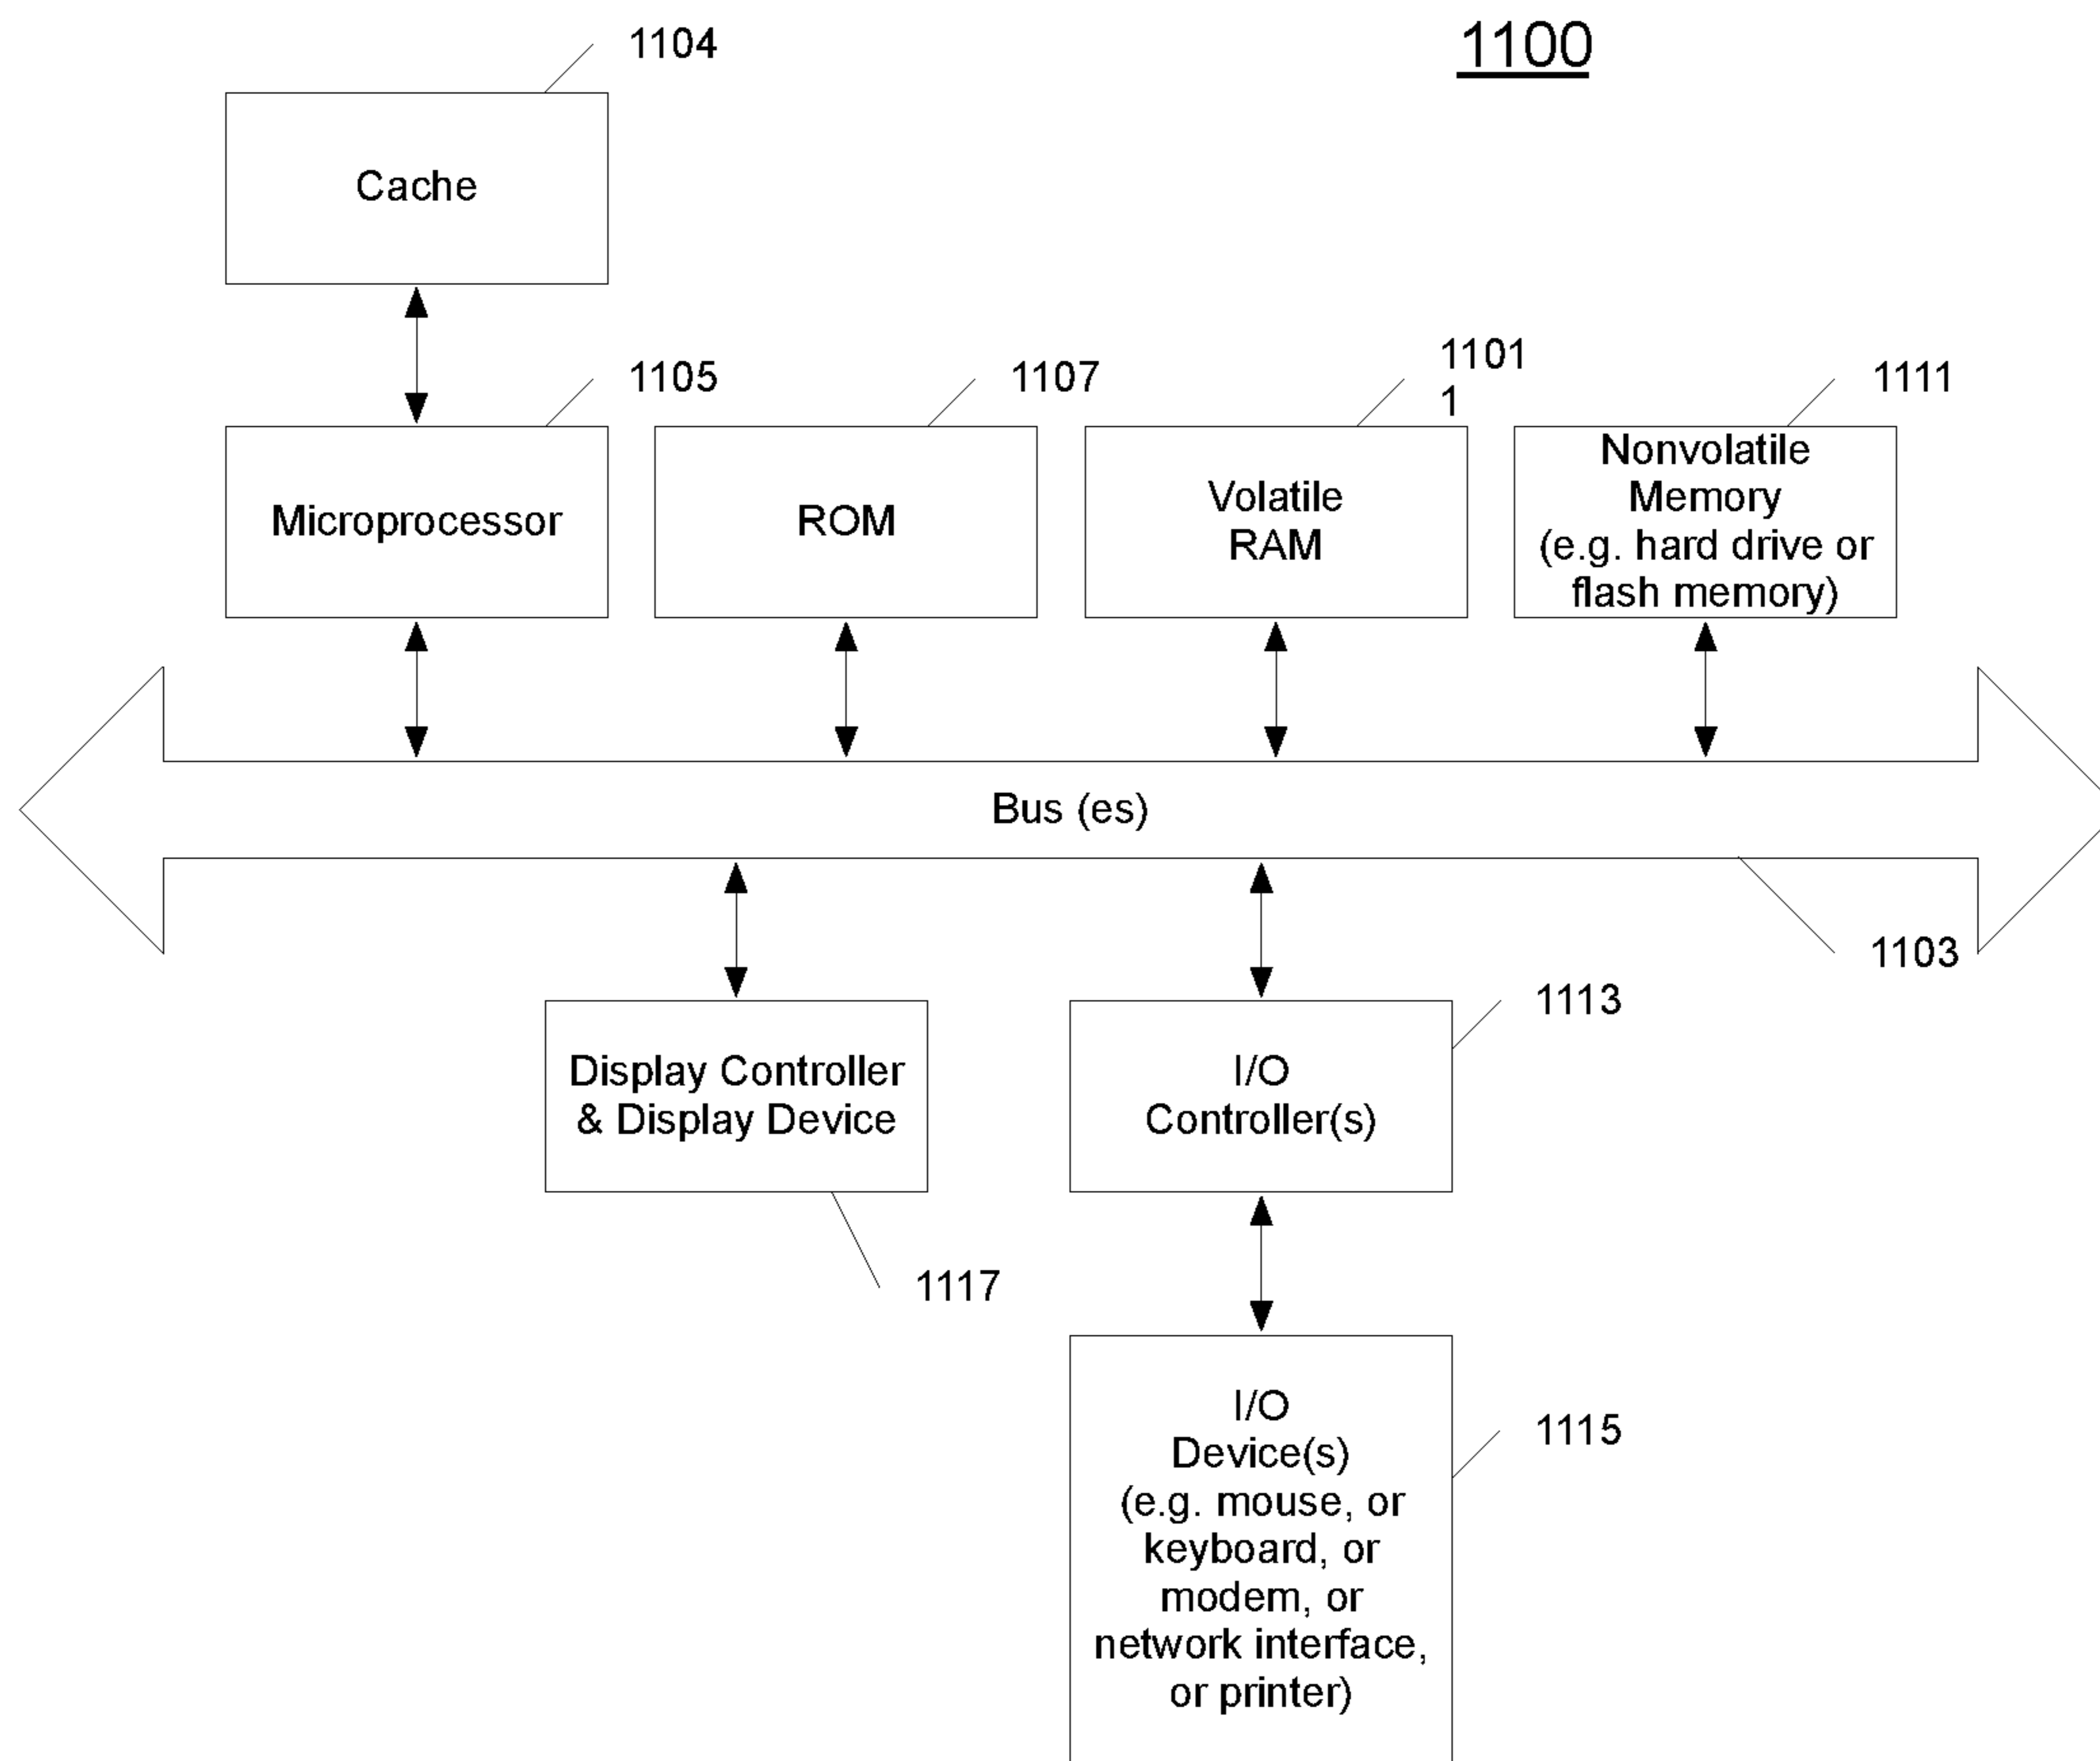 1104
1100
Cache
1105
1107
1101
1
1111
Microprocessor
ROM
Volatile
RAM
Nonvolatile
Memory
(e.g. hard drive or
flash memory)
Bus (es)
1103
1113
Display Controller
& Display Device
I/O
Controller(s)
1117
I/O
Device(s)
(e.g. mouse, or
keyboard, or
modem, or
network interface,
or printer)
1115